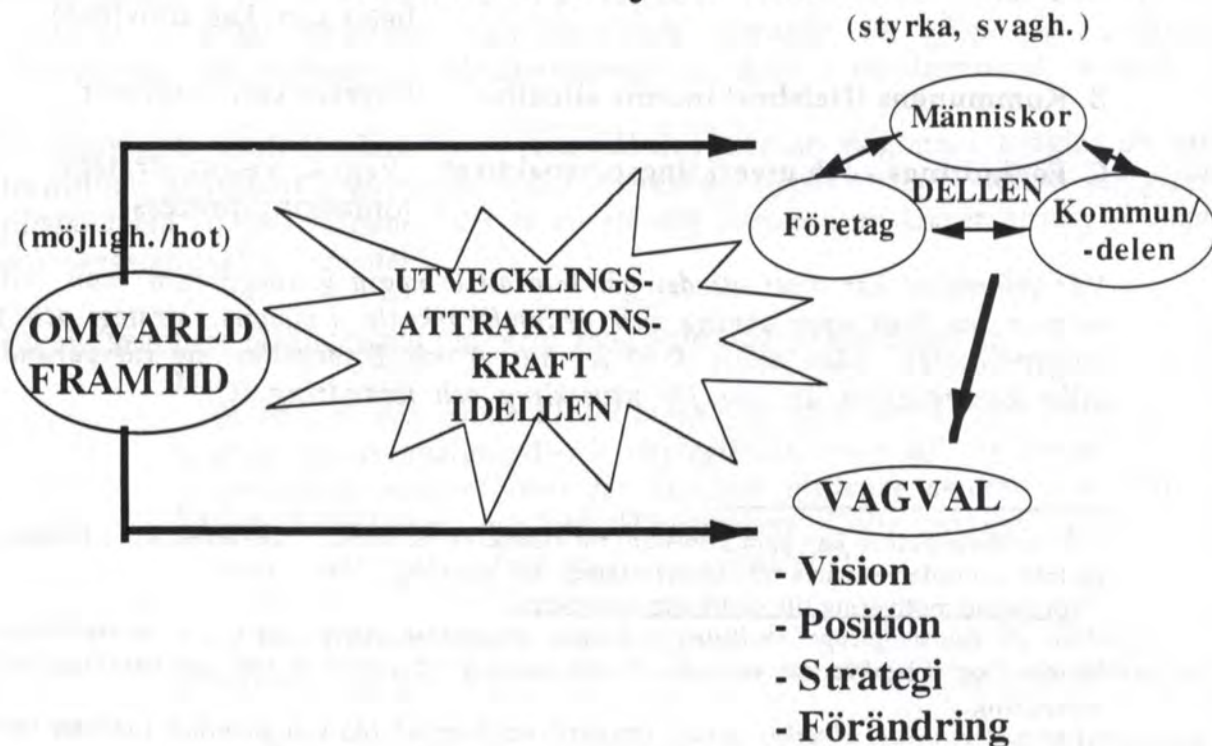 (styrka, svagh.)
Människor
DELLEN
Företag
Kommun/
-delen
(möjligh./hot)
OMVARLD
FRAMTID
UTVECKLINGS-
ATTRAKTIONS-
KRAFT
I DELLEN
VAGVAL
- Vision
- Position
- Strategi
- Förändring